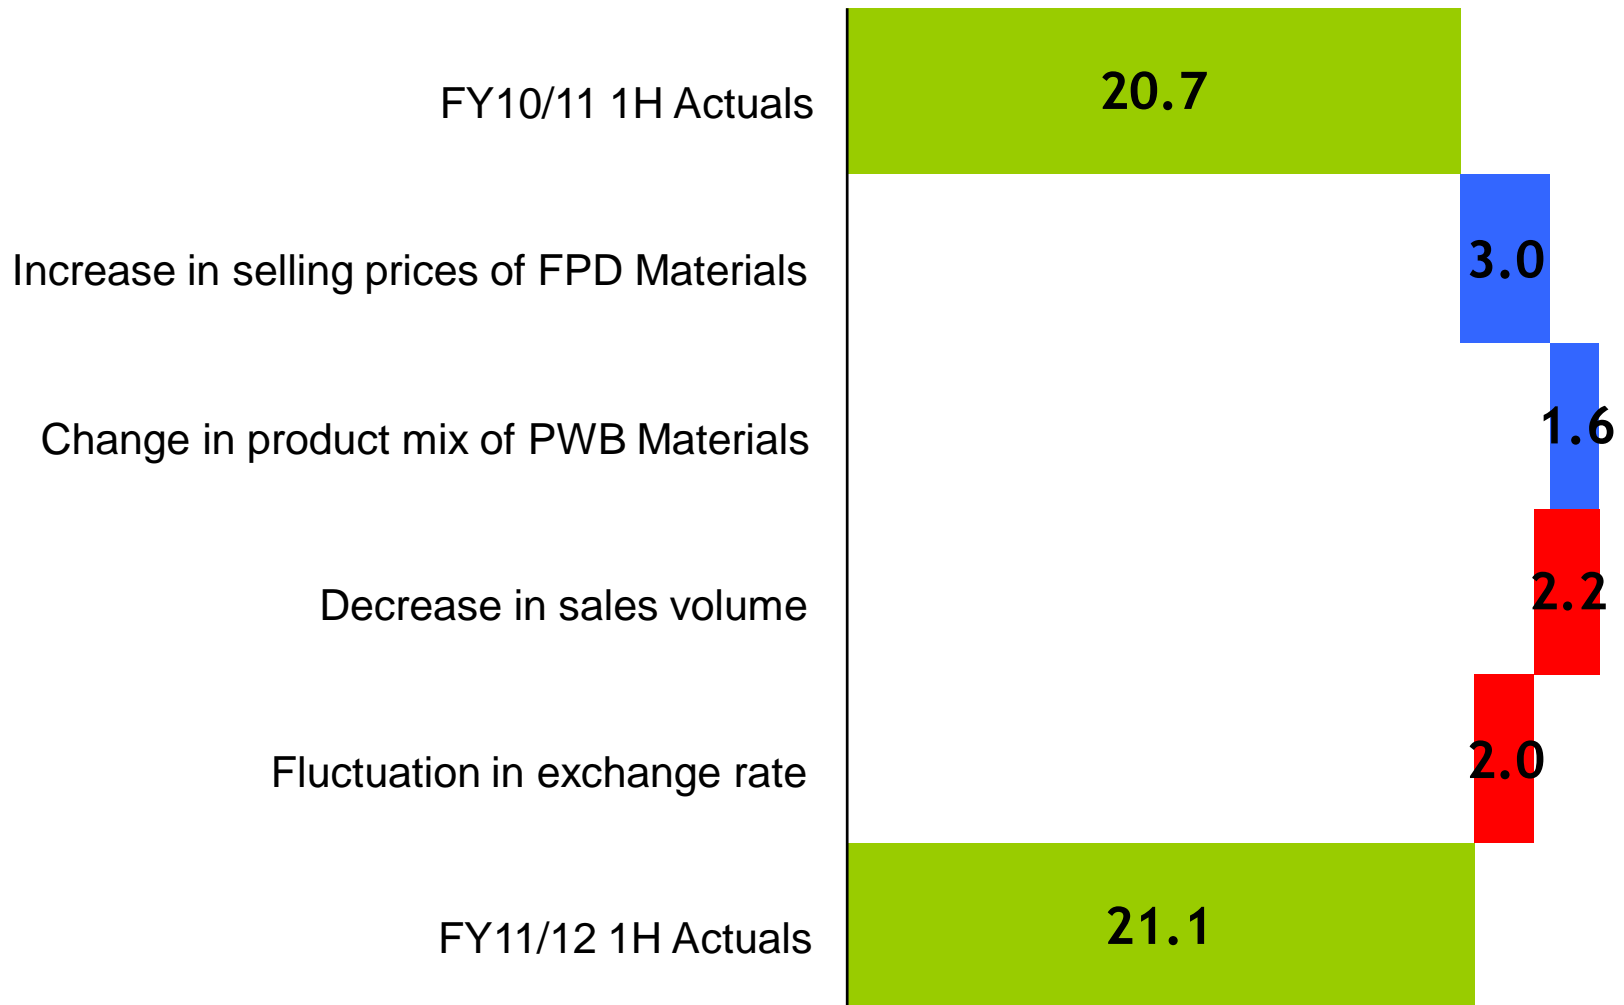 FY10/11 1H Actuals
20.7
Increase in selling prices of FPD Materials
3.0
Change in product mix of PWB Materials
1.6
Decrease in sales volume
2.2
Fluctuation in exchange rate
2.0
FY11/12 1H Actuals
21.1